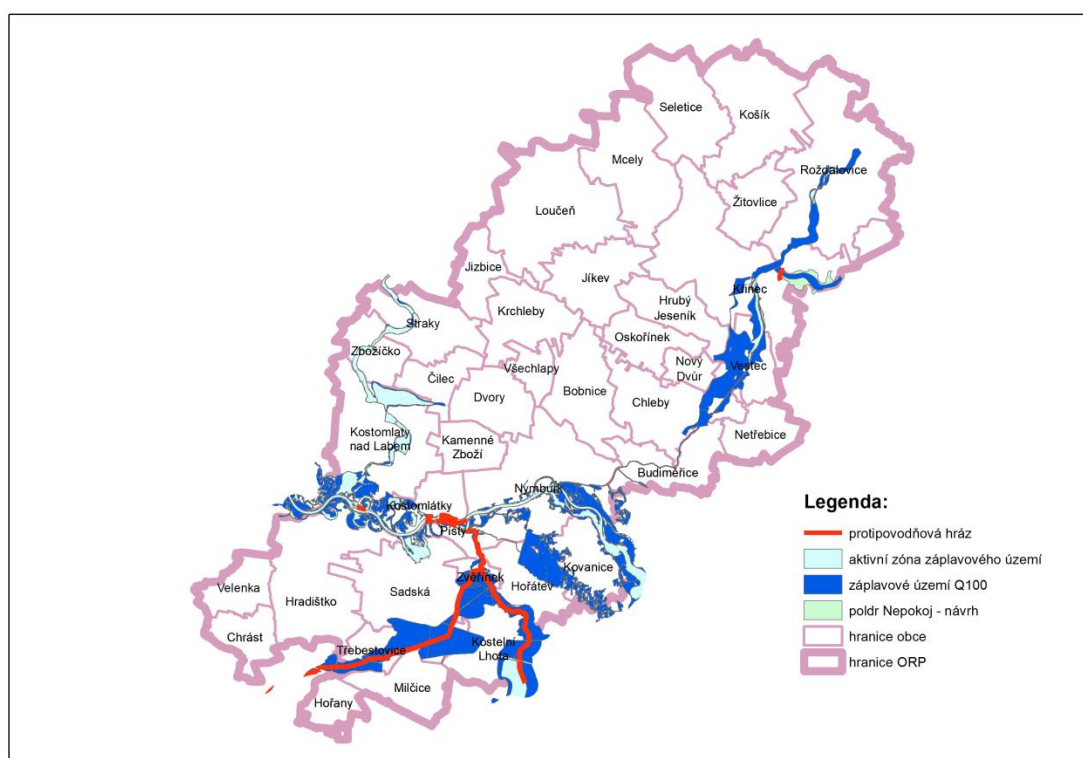 Seletice
Košík
Mcely
Roždalovice
Žitovlice
Loučeň
Jizbice
Jíkev
Křinec
Hrubý
Jeseník
Krchleby
Straky
Oskořínek
Zbožíčko
Všechlapy
Nový
Dvůr
Vestec
Čilec
Bobnice
Dvory
Chleby
Kostomlaty
nad Labem
Kamenné
Zboží
Netřebice
Budiměřice
Nymburk
Kostomlátky
Písty
Zvěřínek
Hořátev
Kovanice
Velenka
Hradištko
Sadská
Chrást
Třebestovice
Kostelní
Lhota
Milčice
Hořany
Legenda:
protipovodňová hráz
aktivní zóna záplavového území
záplavové území Q100
poldr Nepokoj - návrh
hranice obce
hranice ORP